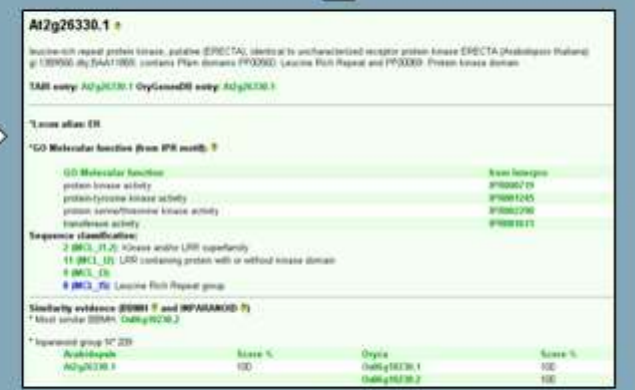 At2g26330.1
leucine-rich repeat protein kinase, putative (ERECTA), identical to uncharacterized receptor protein kinase ERECTA (Arabidopsis thaliana)
contains Pfam domains PF00560: Leucine Rich Repeat and PF00069: Protein kinase domain
TAIR entry: At2g26330.1 OryGenesDB entry: At2g26330.1
*Locus alias: ER
*GO Molecular function (from IPR motif): ?
GO Molecular function from Interpro
protein kinase activity IPR000719
protein-tyrosine kinase activity IPR001245
protein serine/threonine kinase activity IPR002290
transferase activity
Sequence classification:
2 (MCL_I1.2): Kinase and/or LRR superfamily
11 (MCL_I2): LRR containing protein with or without kinase domain
(MCL_I3):
8 (MCL_I5): Leucine Rich Repeat group
Similarity evidence (BBMH ? and INPARANOID ?)
* Most similar BBMH: Os06g10230.2
* Inparanoid group N° 209
Arabidopsis Score % Oryza Score %
At2g26330.1 100 Os06g10230.1 100
Os06g10230.2 100